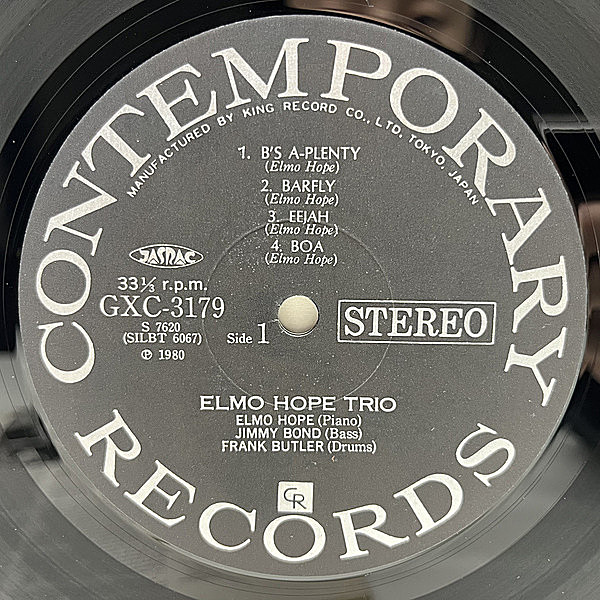 CONTEMPORARY
MANUFACTURED BY KING RECORD CO., LTD. TOKYO, JAPAN
1. B'S A-PLENTY
(Elmo Hope)
2. BARFLY
(Elmo Hope)
3. EEJAH
(Elmo Hope)
4. BOA
(Elmo Hope)
JASRAC
33⅓ r.p.m.
GXC-3179
S 7620
(SILBT 6067)
℗ 1980
Side 1
STEREO
ELMO HOPE TRIO
ELMO HOPE (Piano)
JIMMY BOND (Bass)
FRANK BUTLER (Drums)
CR
RECORDS